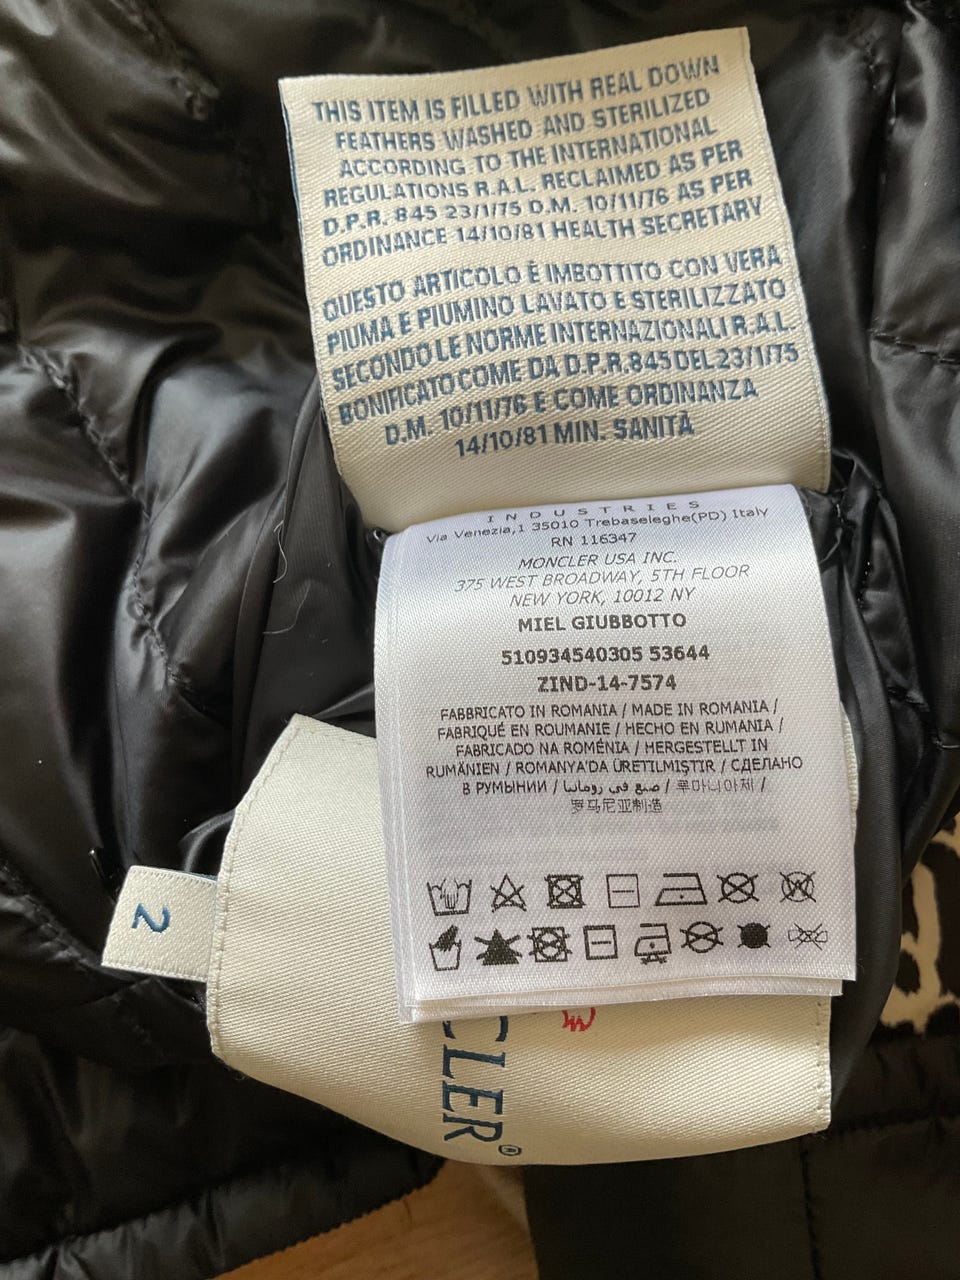 THIS ITEM IS FILLED WITH REAL DOWN
FEATHERS WASHED AND STERILIZED
ACCORDING TO THE INTERNATIONAL
REGULATIONS R.A.L. RECLAIMED AS PER
D.P.R. 845 23/1/75 D.M. 10/11/76 AS PER
ORDINANCE 14/10/81 HEALTH SECRETARY
QUESTO ARTICOLO È IMBOTTITO CON VERA
PIUMA E PIUMINO LAVATO E STERILIZZATO
SECONDO LE NORME INTERNAZIONALI R.A.L.
BONIFICATO COME DA D.P.R. 845 DEL 23/1/75
D.M. 10/11/76 E COME ORDINANZA
14/10/81 MIN. SANITÀ
INDUSTRIES
Via Venezia,1 35010 Trebaseleghe(PD) Italy
RN 116347
MONCLER USA INC.
375 WEST BROADWAY, 5TH FLOOR
NEW YORK, 10012 NY
MIEL GIUBBOTTO
510934540305 53644
ZIND-14-7574
FABBRICATO IN ROMANIA / MADE IN ROMANIA /
FABRIQUÉ EN ROUMANIE / HECHO EN RUMANIA /
FABRICADO NA ROMÉNIA / HERGESTELLT IN
RUMÄNIEN / ROMANYA'DA ÜRETILMIŞTIR / СДЕЛАНО
В РУМЫНИИ / صنع في رومانيا / 루마니아제 /
罗马尼亚制造
2
CLER®